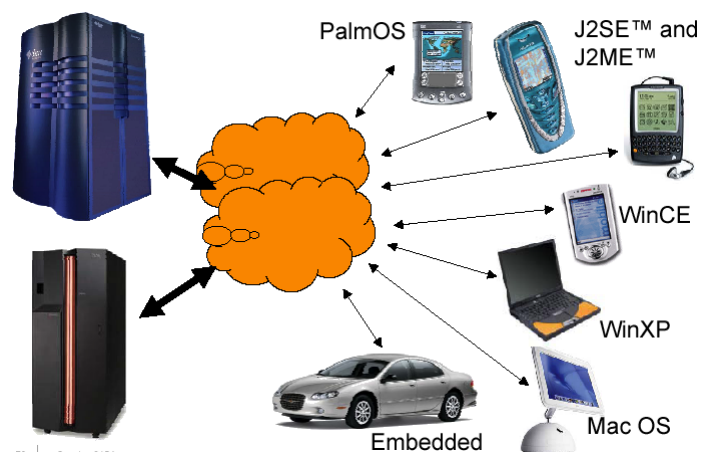 PalmOS
J2SE™ and
J2ME™
WinCE
WinXP
Mac OS
Embedded